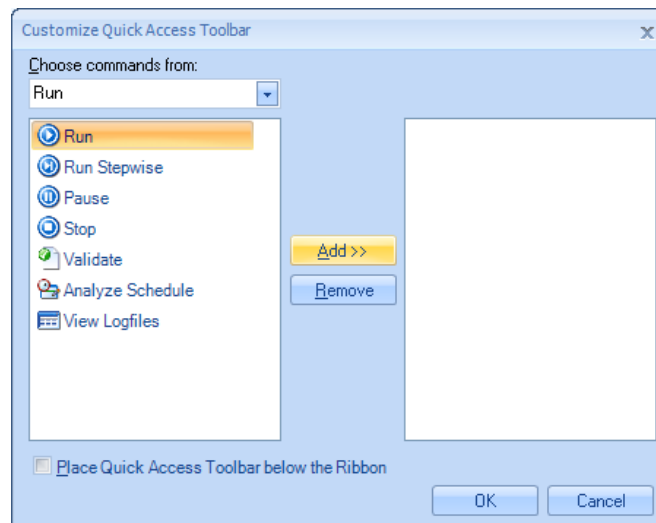 Customize Quick Access Toolbar
Choose commands from:
Run
Run
Run Stepwise
Pause
Stop
Validate
Analyze Schedule
View Logfiles
Add >>
Remove
Place Quick Access Toolbar below the Ribbon
OK
Cancel